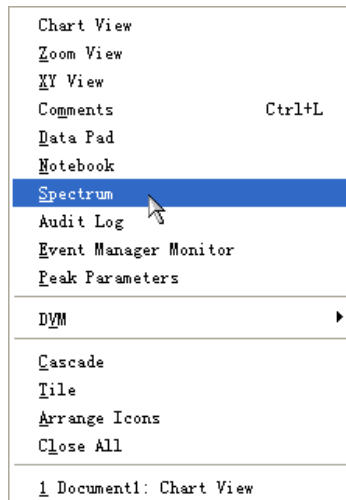 Chart View
Zoom View
XY View
Comments Ctrl+L
Data Pad
Notebook
Spectrum
Audit Log
Event Manager Monitor
Peak Parameters
DVM
Cascade
Tile
Arrange Icons
Close All
1 Document1: Chart View